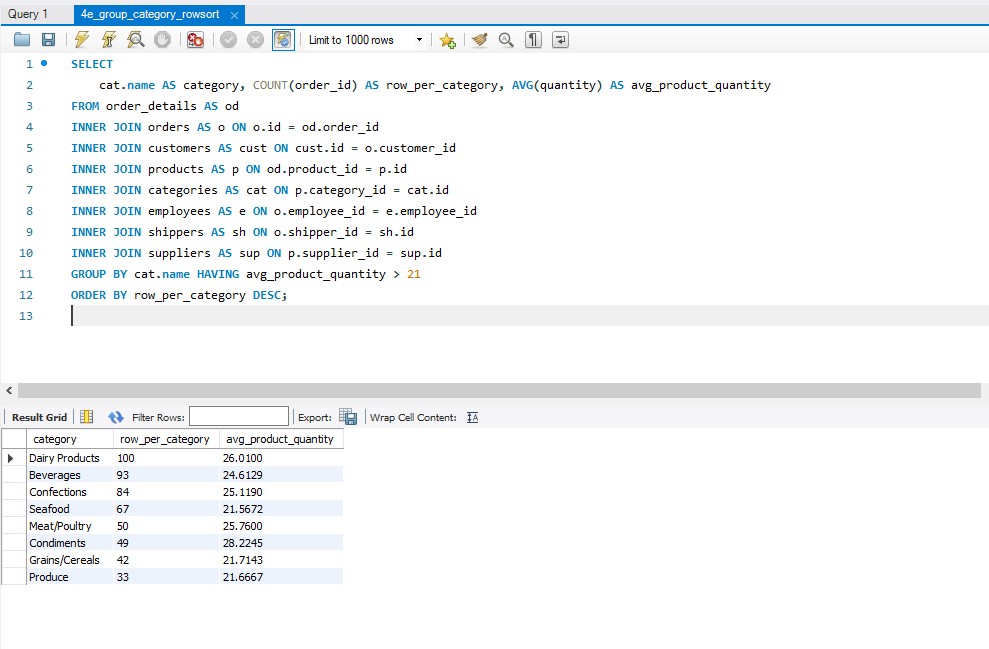 Query 1 4e_group_category_rowsort
Limit to 1000 rows
1 SELECT
2 cat.name AS category, COUNT(order_id) AS row_per_category, AVG(quantity) AS avg_product_quantity
3 FROM order_details AS od
4 INNER JOIN orders AS o ON o.id = od.order_id
5 INNER JOIN customers AS cust ON cust.id = o.customer_id
6 INNER JOIN products AS p ON od.product_id = p.id
7 INNER JOIN categories AS cat ON p.category_id = cat.id
8 INNER JOIN employees AS e ON o.employee_id = e.employee_id
9 INNER JOIN shippers AS sh ON o.shipper_id = sh.id
10 INNER JOIN suppliers AS sup ON p.supplier_id = sup.id
11 GROUP BY cat.name HAVING avg_product_quantity > 21
12 ORDER BY row_per_category DESC;
13
Result Grid Filter Rows: Export: Wrap Cell Content:
category row_per_category avg_product_quantity
Dairy Products 100 26.0100
Beverages 93 24.6129
Confections 84 25.1190
Seafood 67 21.5672
Meat/Poultry 50 25.7600
Condiments 49 28.2245
Grains/Cereals 42 21.7143
Produce 33 21.6667